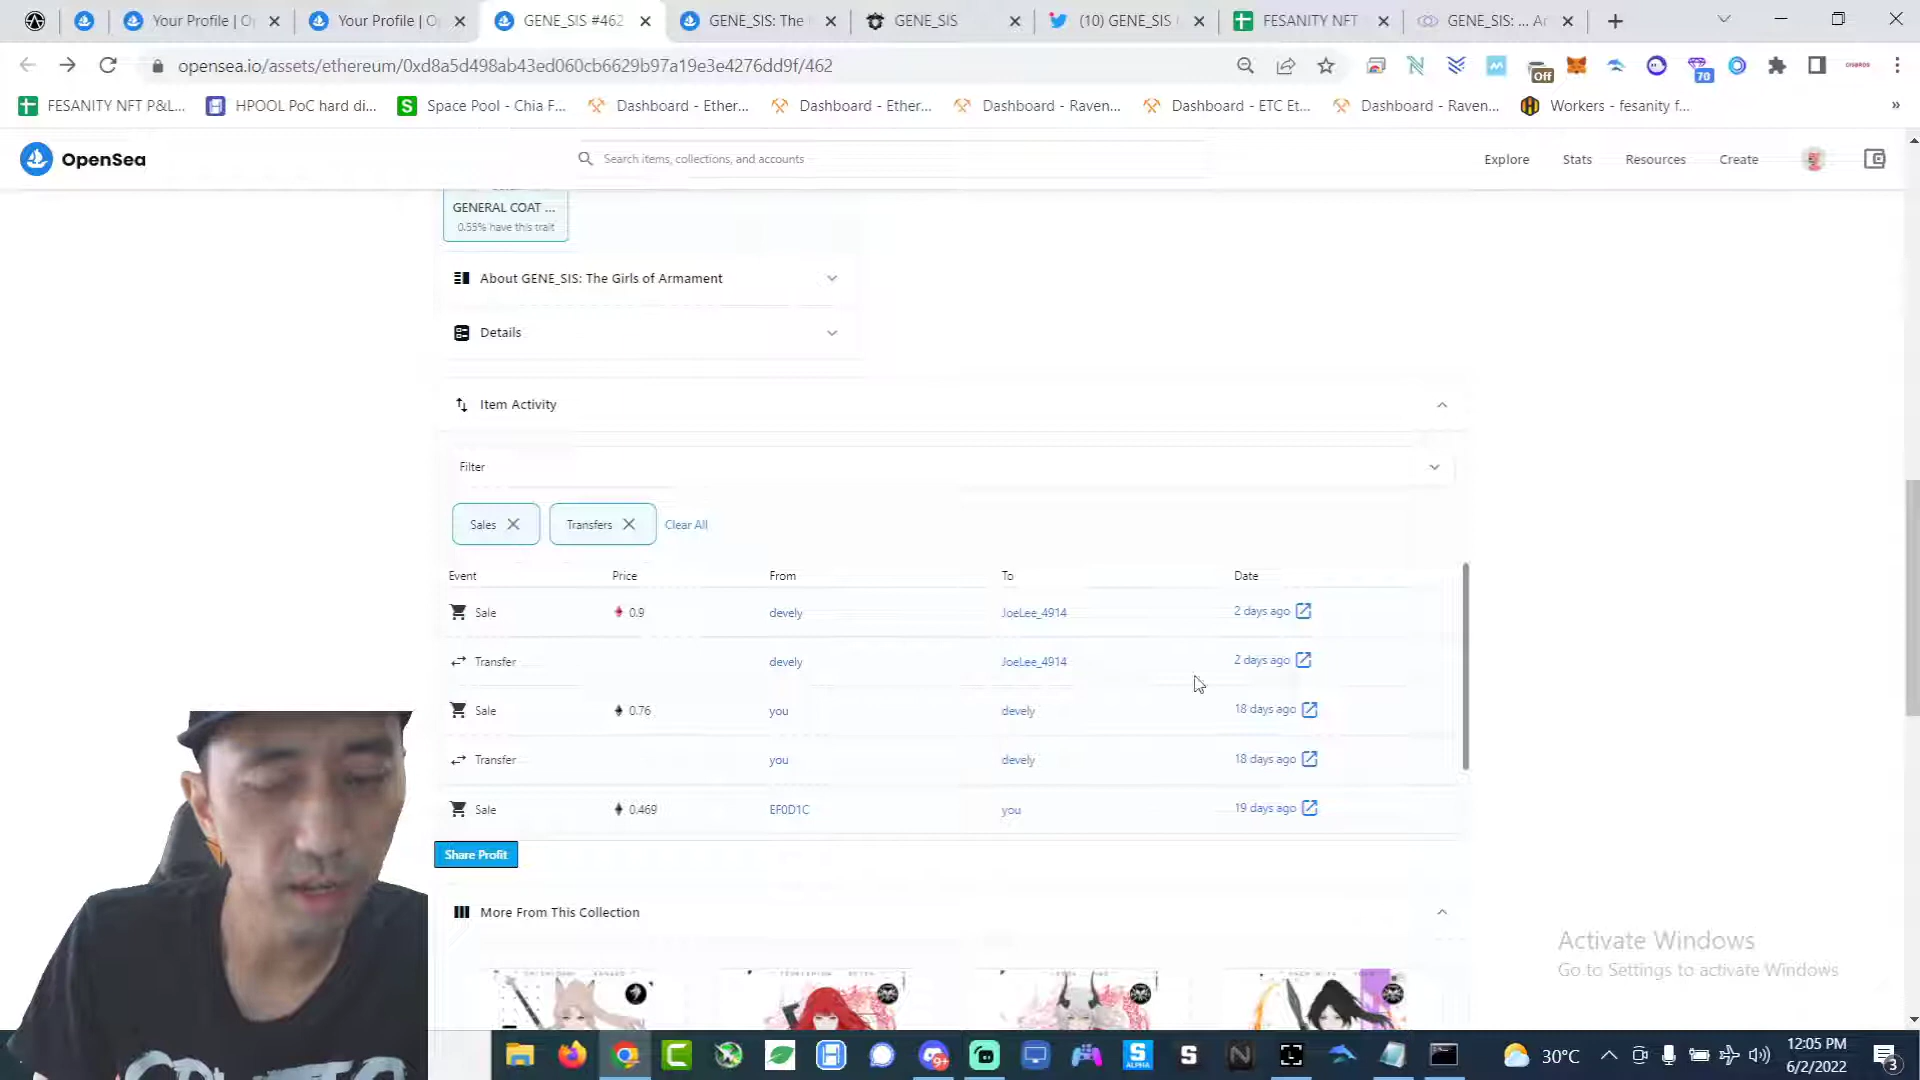 Your Profile | O
Your Profile | O
GENE_SIS #462
GENE_SIS: The
GENE_SIS
(10) GENE_SIS
FESANITY NFT
GENE_SIS: ... Ar
opensea.io/assets/ethereum/0xd8a5d498ab43ed060cb6629b97a19e3e4276dd9f/462
Off
70
FESANITY NFT P&L...
HPOOL PoC hard di...
Space Pool - Chia F...
Dashboard - Ether...
Dashboard - Ether...
Dashboard - Raven...
Dashboard - ETC Et...
Dashboard - Raven...
Workers - fesanity f...
OpenSea
Search items, collections, and accounts
Explore
Stats
Resources
Create
GENERAL COAT ...
0.55% have this trait
About GENE_SIS: The Girls of Armament
Details
Item Activity
Filter
Sales
Transfers
Clear All
Event Price From To Date
Sale 0.9 devely JoeLee_4914 2 days ago
Transfer devely JoeLee_4914 2 days ago
Sale 0.76 you devely 18 days ago
Transfer you devely 18 days ago
Sale 0.469 EF0D1C you 19 days ago
Share Profit
More From This Collection
Activate Windows
Go to Settings to activate Windows
ALPHA
30°C
12:05 PM
6/2/2022
3